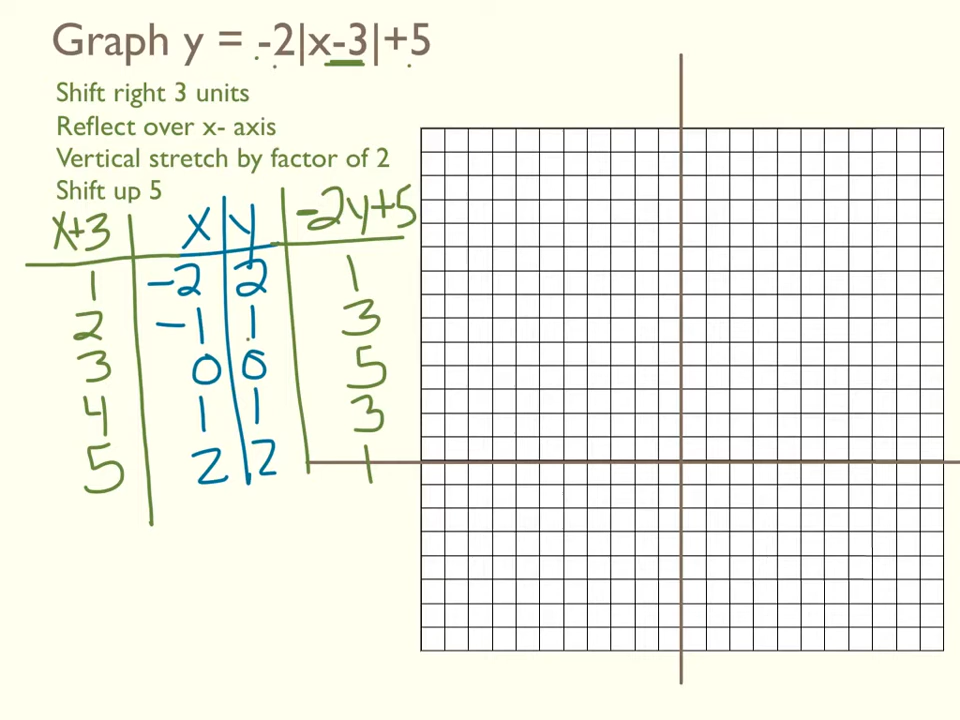 Graph y = -2|x-3|+5
Shift right 3 units
Reflect over x- axis
Vertical stretch by factor of 2
Shift up 5
x+3 x y -2y+5
1 -2 2 1
2 -1 1 3
3 0 0 5
4 1 1 3
5 2 2 1